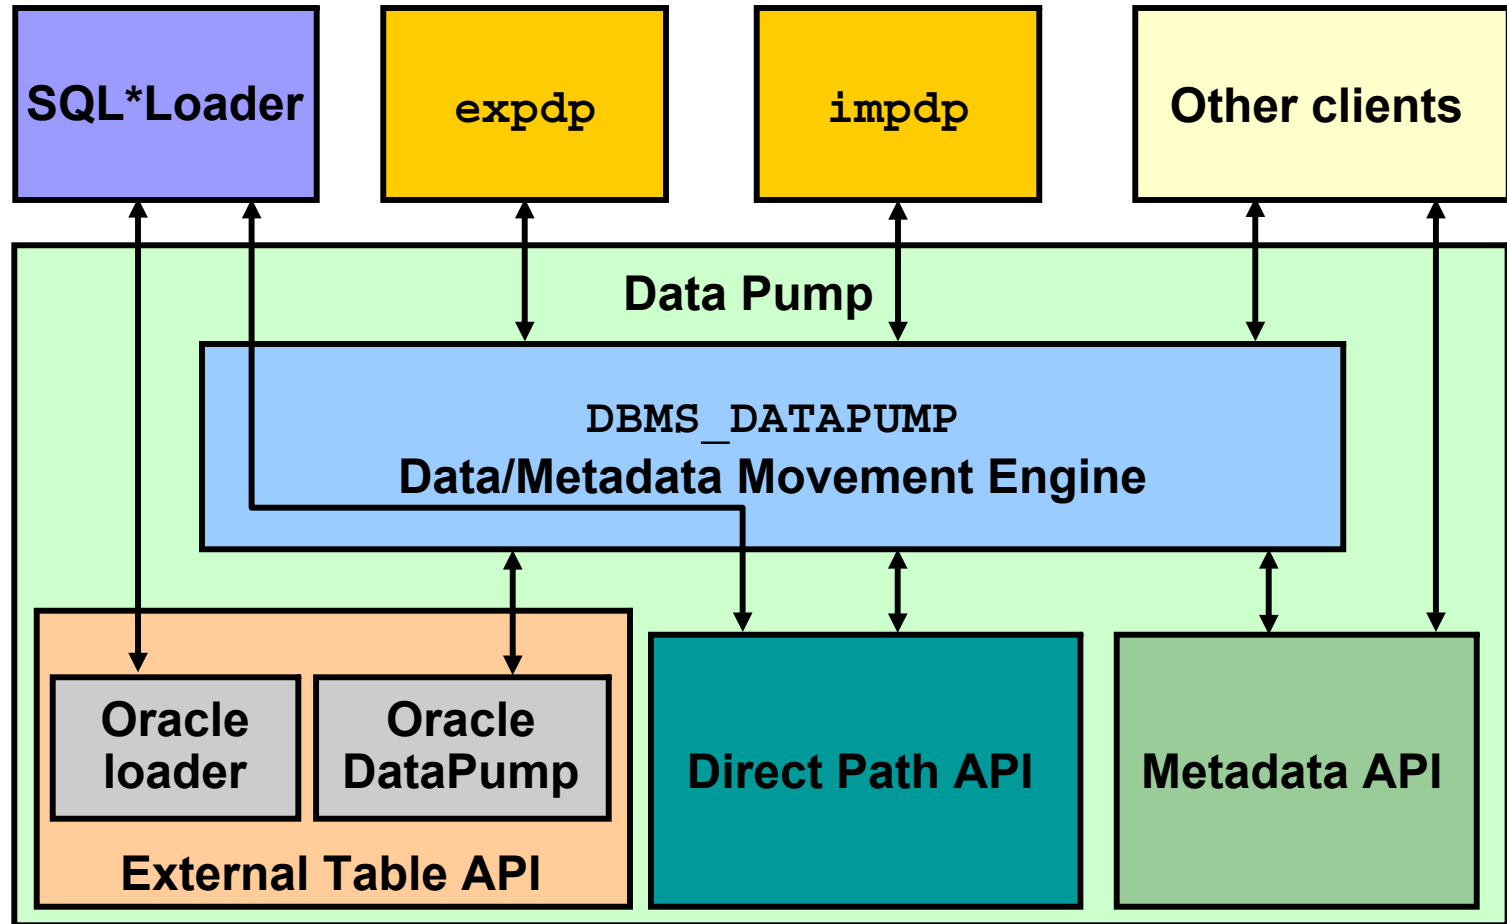 SQL*Loader
expdp
impdp
Other clients
Data Pump
DBMS_DATAPUMP
Data/Metadata Movement Engine
Oracle
loader
Oracle
DataPump
External Table API
Direct Path API
Metadata API